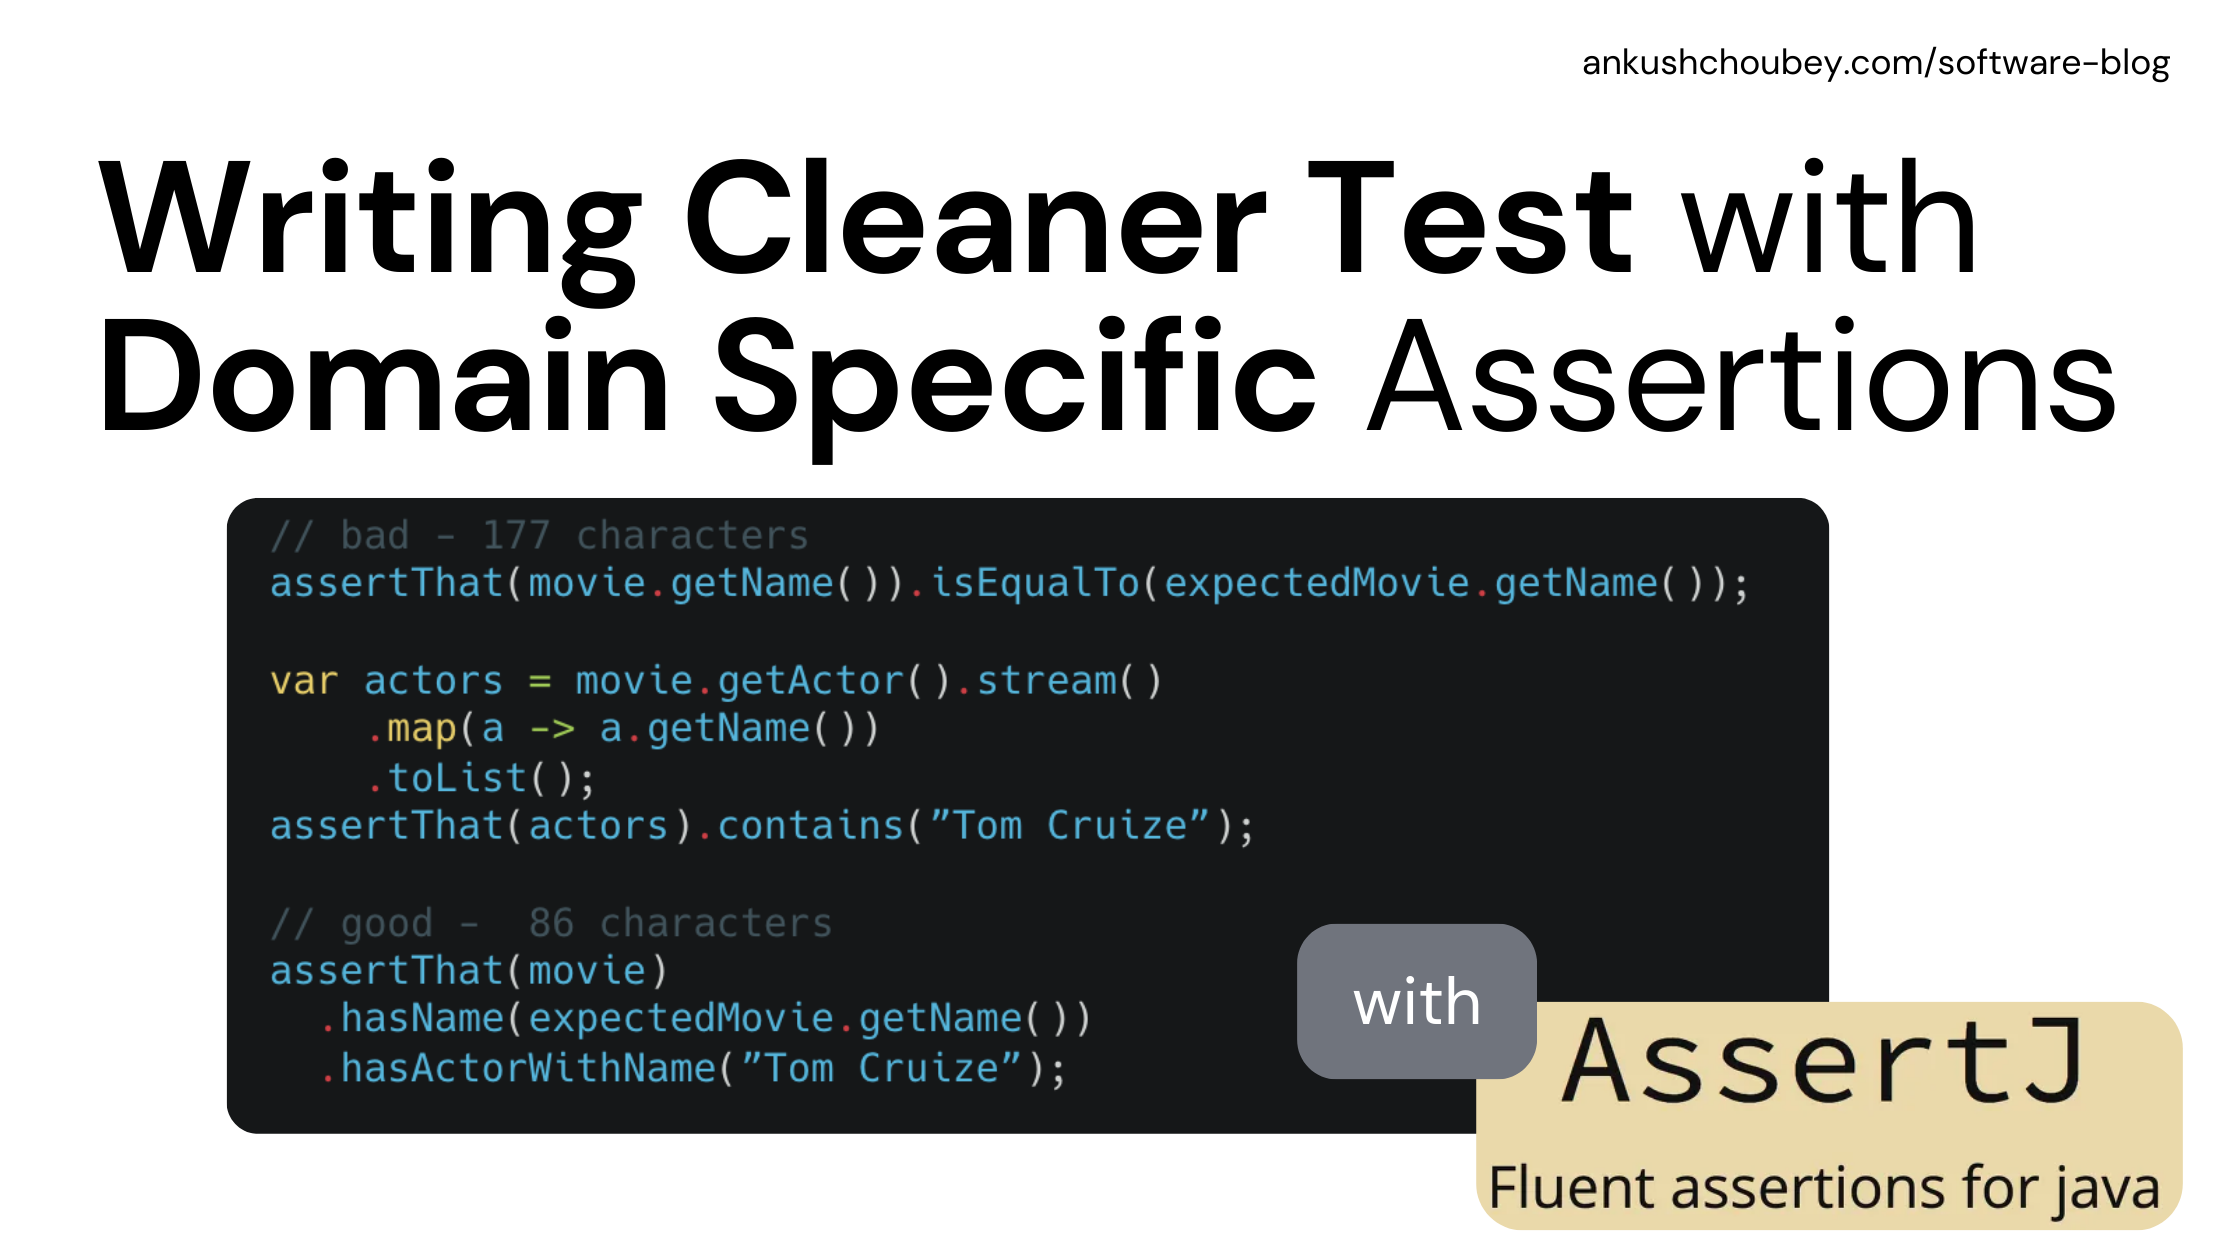 ankushchoubey.com/software-blog
Writing Cleaner Test with
Domain Specific Assertions
// bad - 177 characters
assertThat(movie.getName()).isEqualTo(expectedMovie.getName());
var actors = movie.getActor().stream()
.map(a -> a.getName())
.toList();
assertThat(actors).contains(”Tom Cruize”);
// good -  86 characters
assertThat(movie)
.hasName(expectedMovie.getName())
.hasActorWithName(”Tom Cruize”);
with
AssertJ
Fluent assertions for java